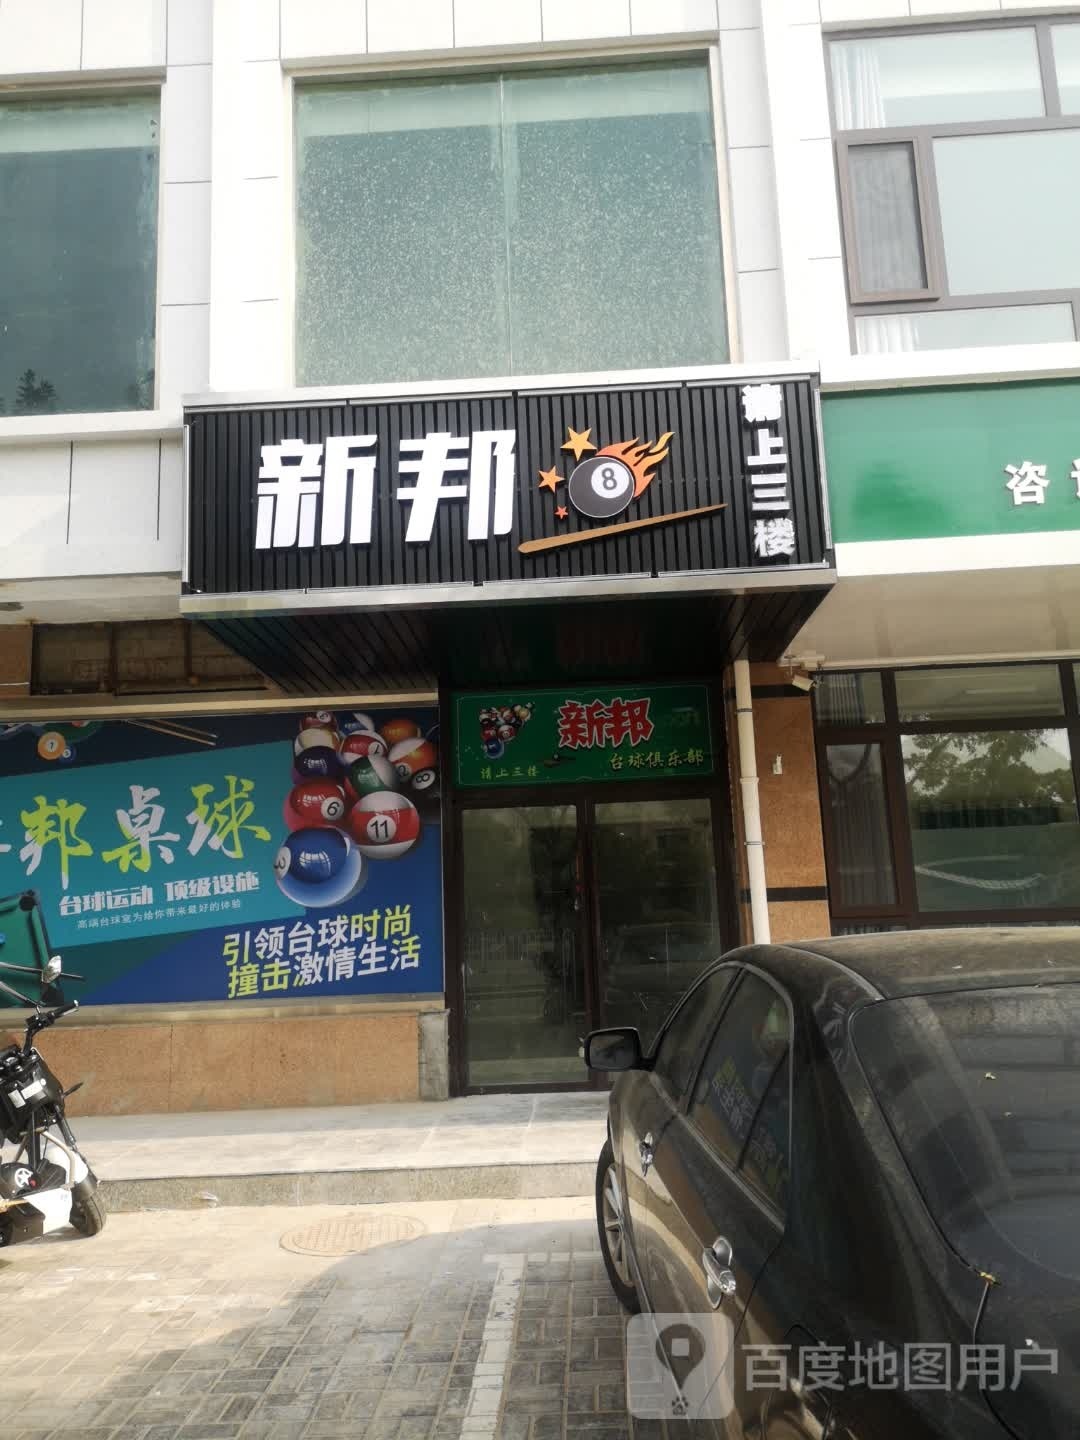 新邦
8
请上三楼
咨
新邦
台球俱乐部
请上三楼
邦桌球
台球运动 顶级设施
高端台球室为给你带来最好的体验
引领台球时尚
撞击激情生活
1
6
8
11
百度地图用户